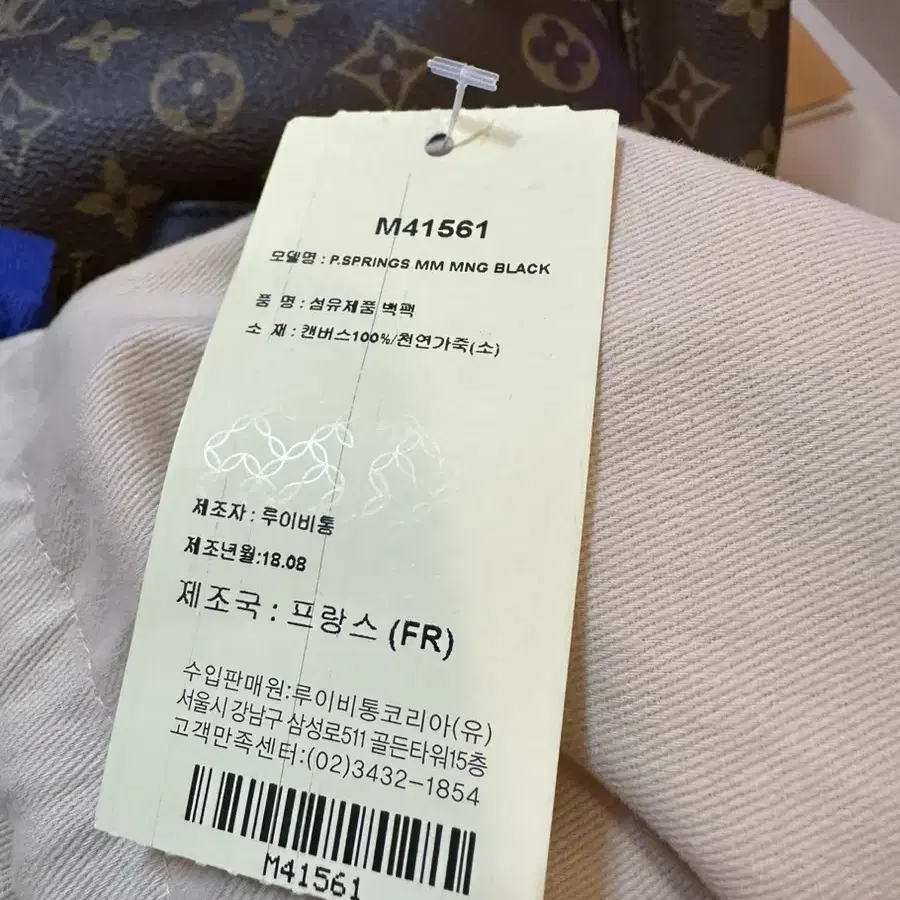 M41561
모델명 : P.SPRINGS MM MNG BLACK
품 명 : 섬유제품 백팩
소 재 : 캔버스100%/천연가죽(소)
제조자 : 루이비통
제조년월:18.08
제조국 : 프랑스 (FR)
수입판매원:루이비통코리아(유)
서울시 강남구 삼성로511 골든타워15층
고객만족센터:(02)3432-1854
M41561